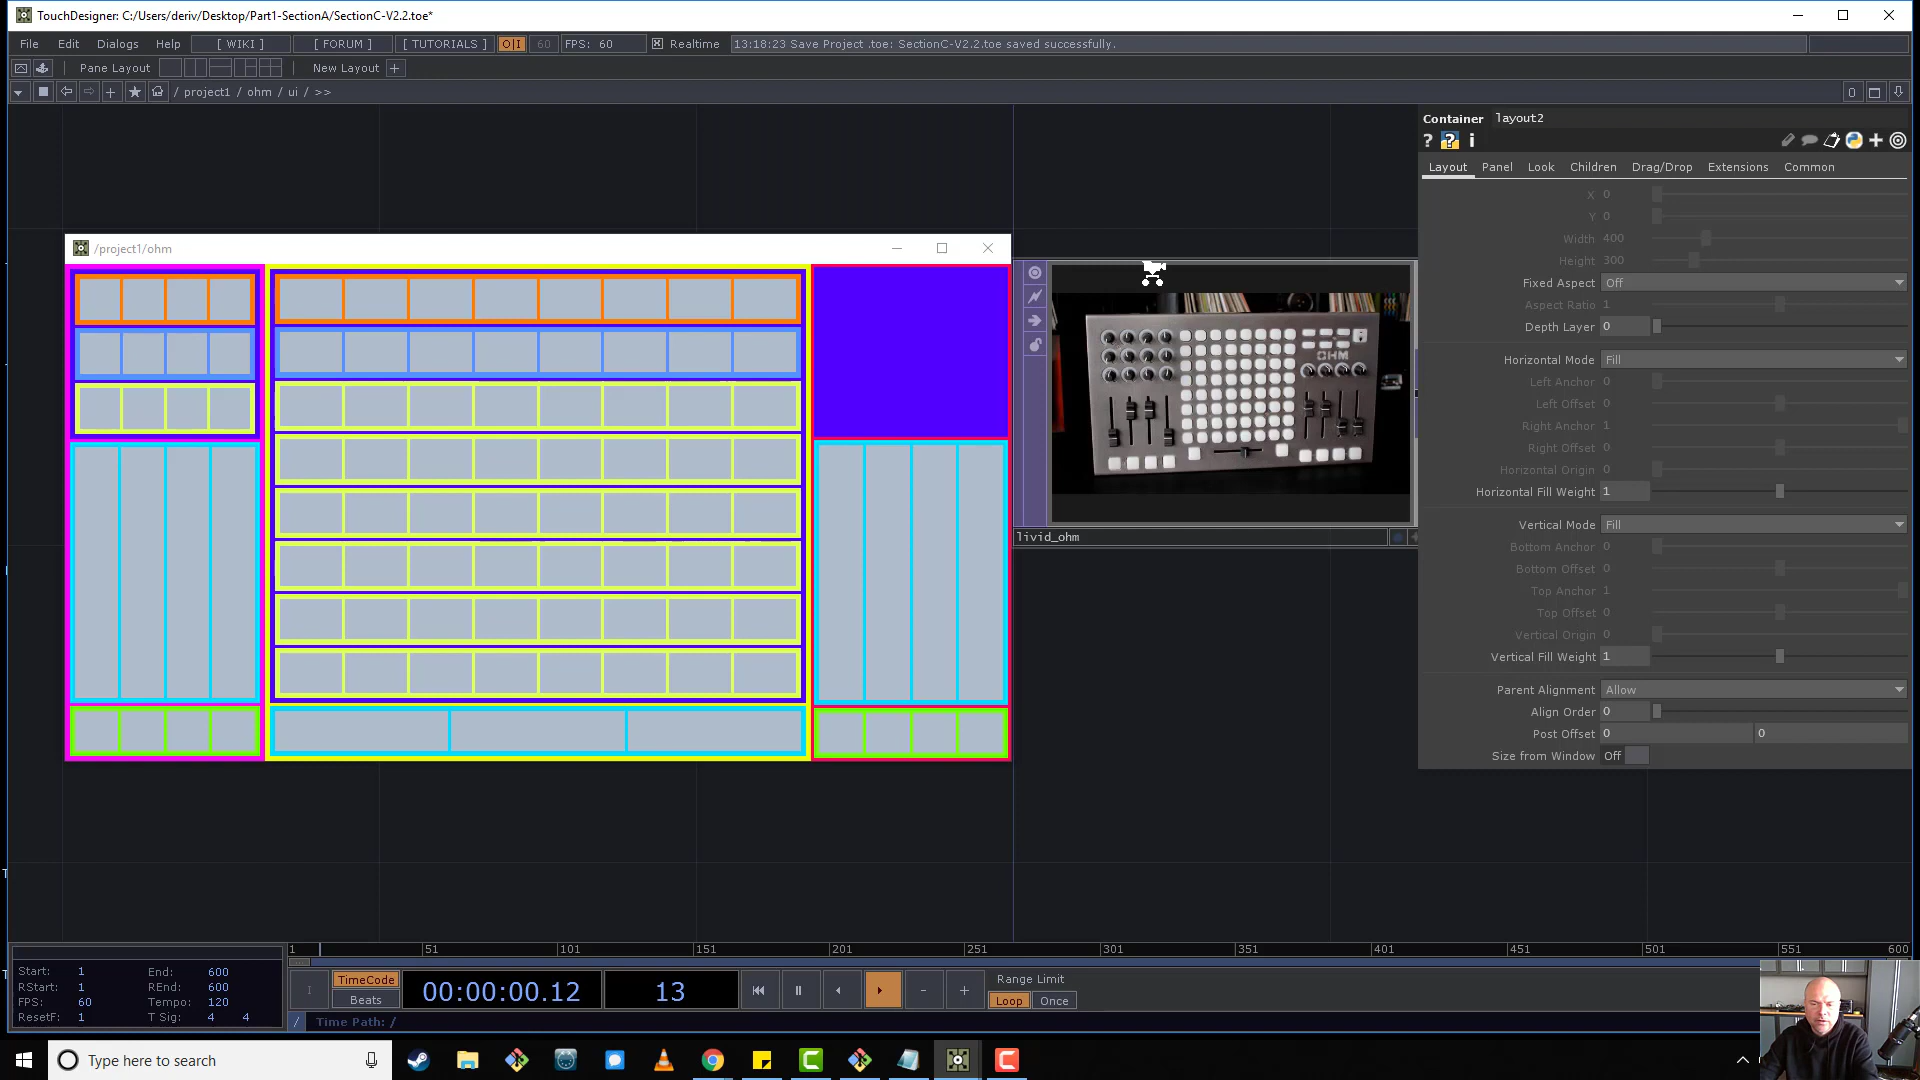 TouchDesigner: C:/Users/deriv/Desktop/Part1-SectionA/SectionC-V2.2.toe*
File Edit Dialogs Help [ WIKI ] [ FORUM ] [ TUTORIALS ] O|I 60 FPS: 60 Realtime 13:18:23 Save Project .toe: SectionC-V2.2.toe saved successfully.
Pane Layout New Layout +
/ project1 / ohm / ui / >> 0
Container layout2
? ? i
Layout Panel Look Children Drag/Drop Extensions Common
X 0
Y 0
Width 400
Height 300
Fixed Aspect Off
Aspect Ratio 1
Depth Layer 0
Horizontal Mode Fill
Left Anchor 0
Left Offset 0
Right Anchor 1
Right Offset 0
Horizontal Origin 0
Horizontal Fill Weight 1
Vertical Mode Fill
Bottom Anchor 0
Bottom Offset 0
Top Anchor 1
Top Offset 0
Vertical Origin 0
Vertical Fill Weight 1
Parent Alignment Allow
Align Order 0
Post Offset 0 0
Size from Window Off
/project1/ohm
OHM
livid_ohm
1 51 101 151 201 251 301 351 401 451 501 551 600
Start: 1 End: 600
RStart: 1 REnd: 600
FPS: 60 Tempo: 120
ResetF: 1 T Sig: 4 4
TimeCode
Beats
00:00:00.12
13
Range Limit
Loop Once
/ Time Path: /
Type here to search